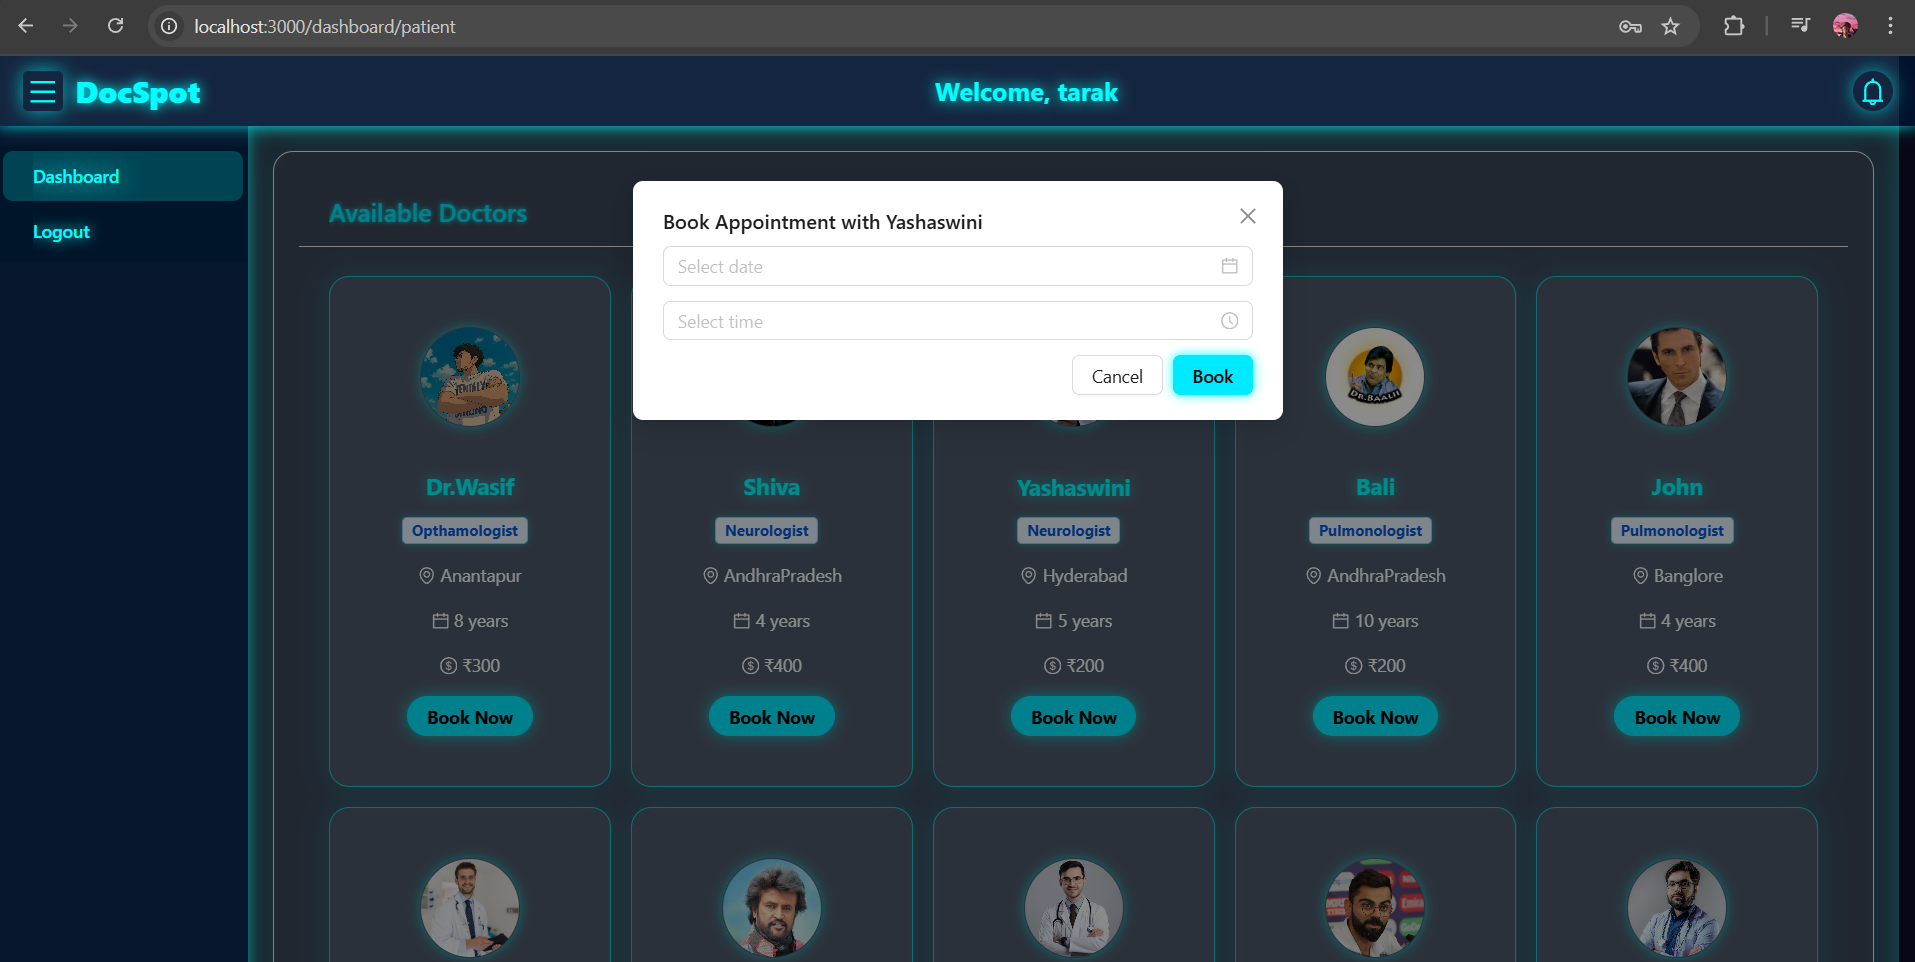 localhost:3000/dashboard/patient
DocSpot
Welcome, tarak
Dashboard
Logout
Available Doctors
Book Appointment with Yashaswini
Select date
Select time
Cancel
Book
DR.BAALII
Dr.Wasif
Shiva
Yashaswini
Bali
John
Opthamologist
Neurologist
Neurologist
Pulmonologist
Pulmonologist
Anantapur
AndhraPradesh
Hyderabad
AndhraPradesh
Banglore
8 years
4 years
5 years
10 years
4 years
₹300
₹400
₹200
₹200
₹400
Book Now
Book Now
Book Now
Book Now
Book Now